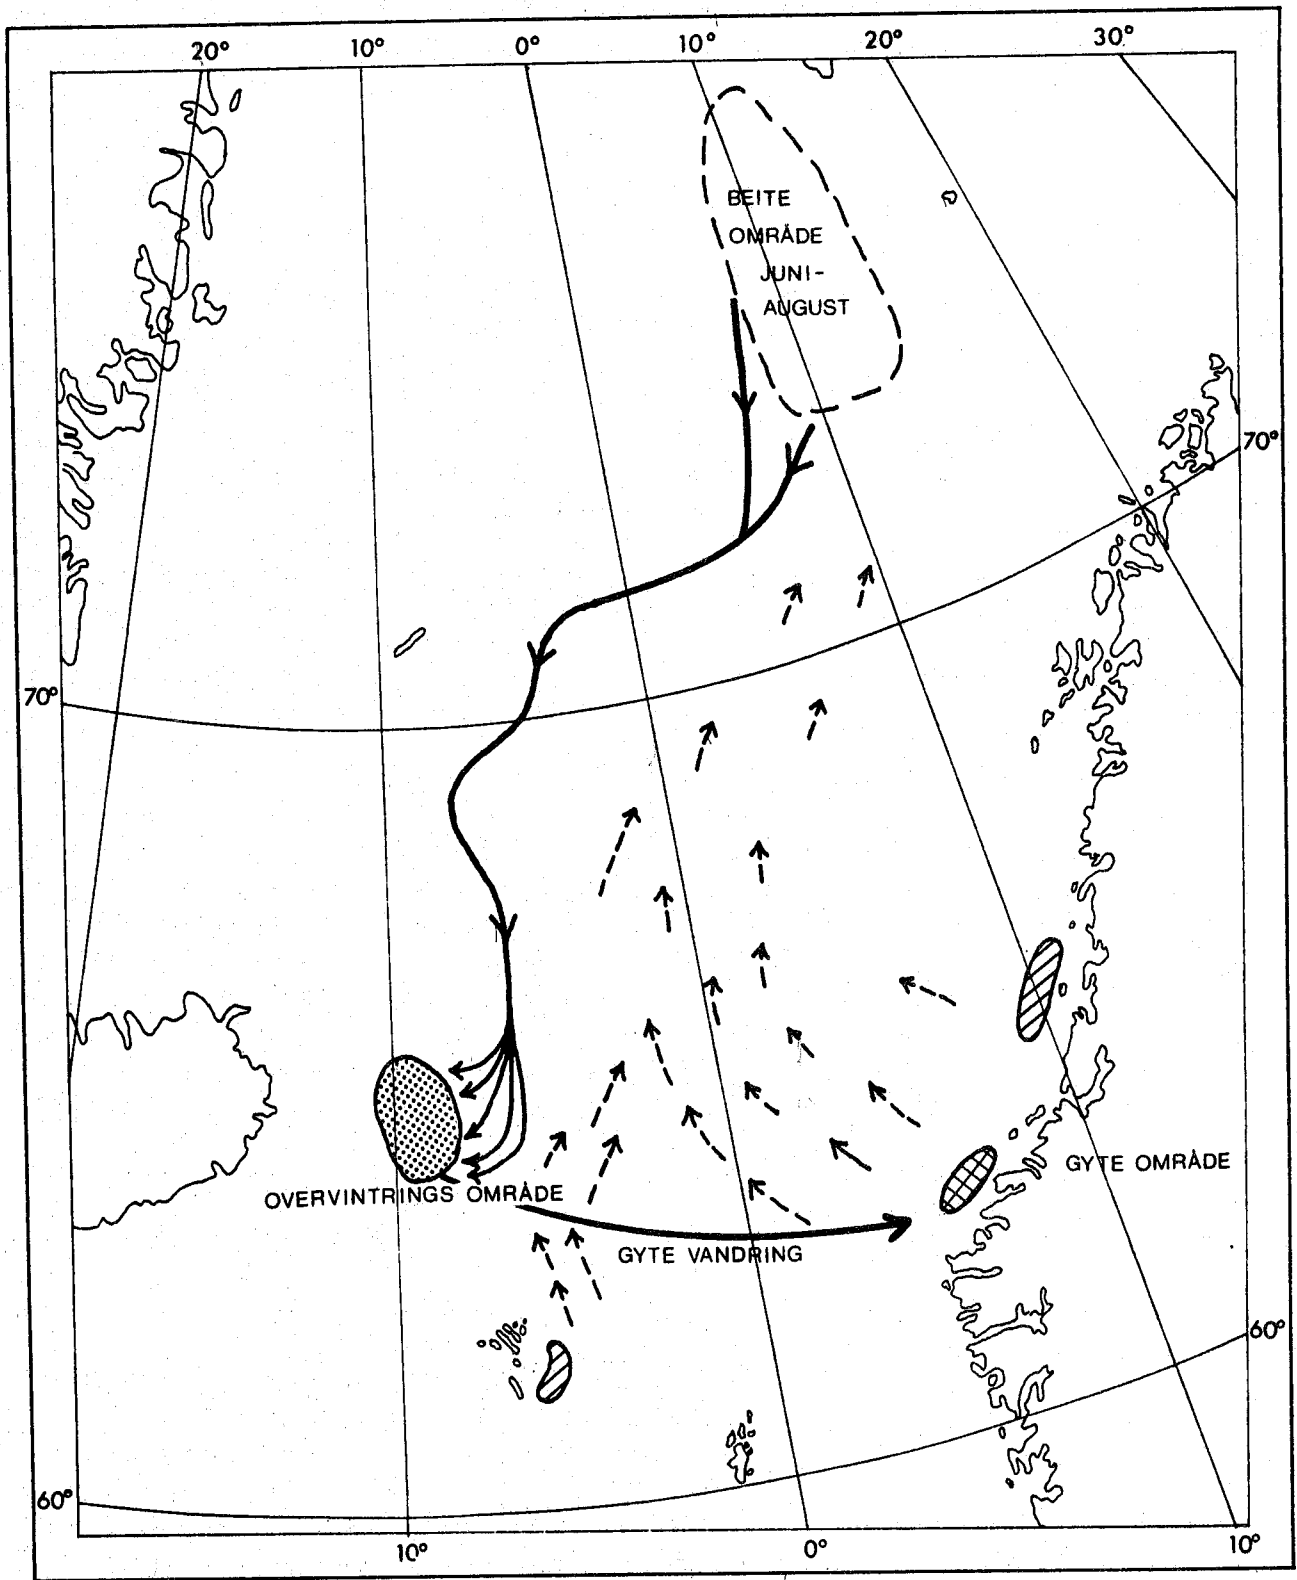 20° 10° 0° 10° 20° 30°
BEITE
OMRÅDE
JUNI-
AUGUST
70°
70°
GYTE OMRÅDE
OVERVINTRINGS OMRÅDE
GYTE VANDRING
60°
60°
10° 0° 10°